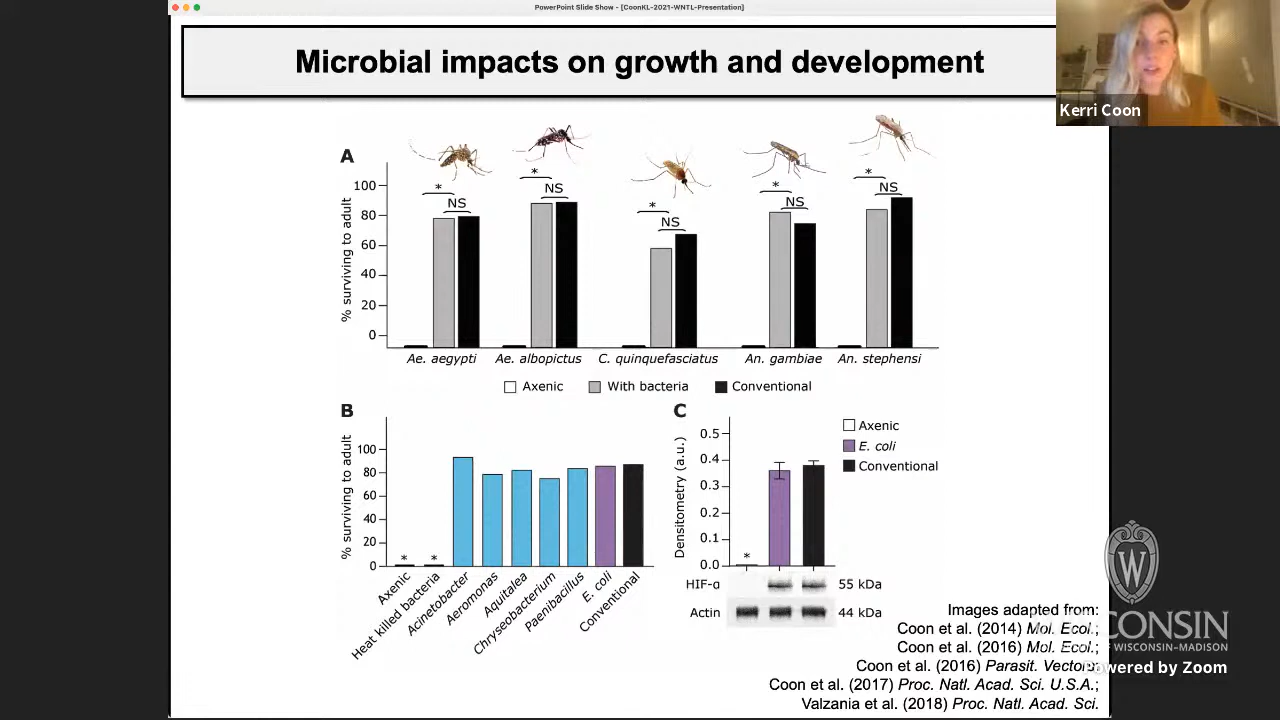 PowerPoint Slide Show - [CoonKL-2021-WNTL-Presentation]
Microbial impacts on growth and development
Kerri Coon
A
% surviving to adult
100
80
60
40
20
0
* NS
* NS
* NS
* NS
* NS
Ae. aegypti
Ae. albopictus
C. quinquefasciatus
An. gambiae
An. stephensi
Axenic
With bacteria
Conventional
B
% surviving to adult
100
80
60
40
20
0
* *
Axenic
Heat killed bacteria
Acinetobacter
Aeromonas
Aquitalea
Chryseobacterium
Paenibacillus
E. coli
Conventional
C
Densitometry (a.u.)
0.5
0.4
0.3
0.2
0.1
0.0
*
Axenic
E. coli
Conventional
HIF-α 55 kDa
Actin 44 kDa
Images adapted from:
Coon et al. (2014) Mol. Ecol.;
Coon et al. (2016) Mol. Ecol.;
Coon et al. (2016) Parasit. Vectors;
Coon et al. (2017) Proc. Natl. Acad. Sci. U.S.A.;
Valzania et al. (2018) Proc. Natl. Acad. Sci.
W
CONSIN
OF WISCONSIN-MADISON
Powered by Zoom